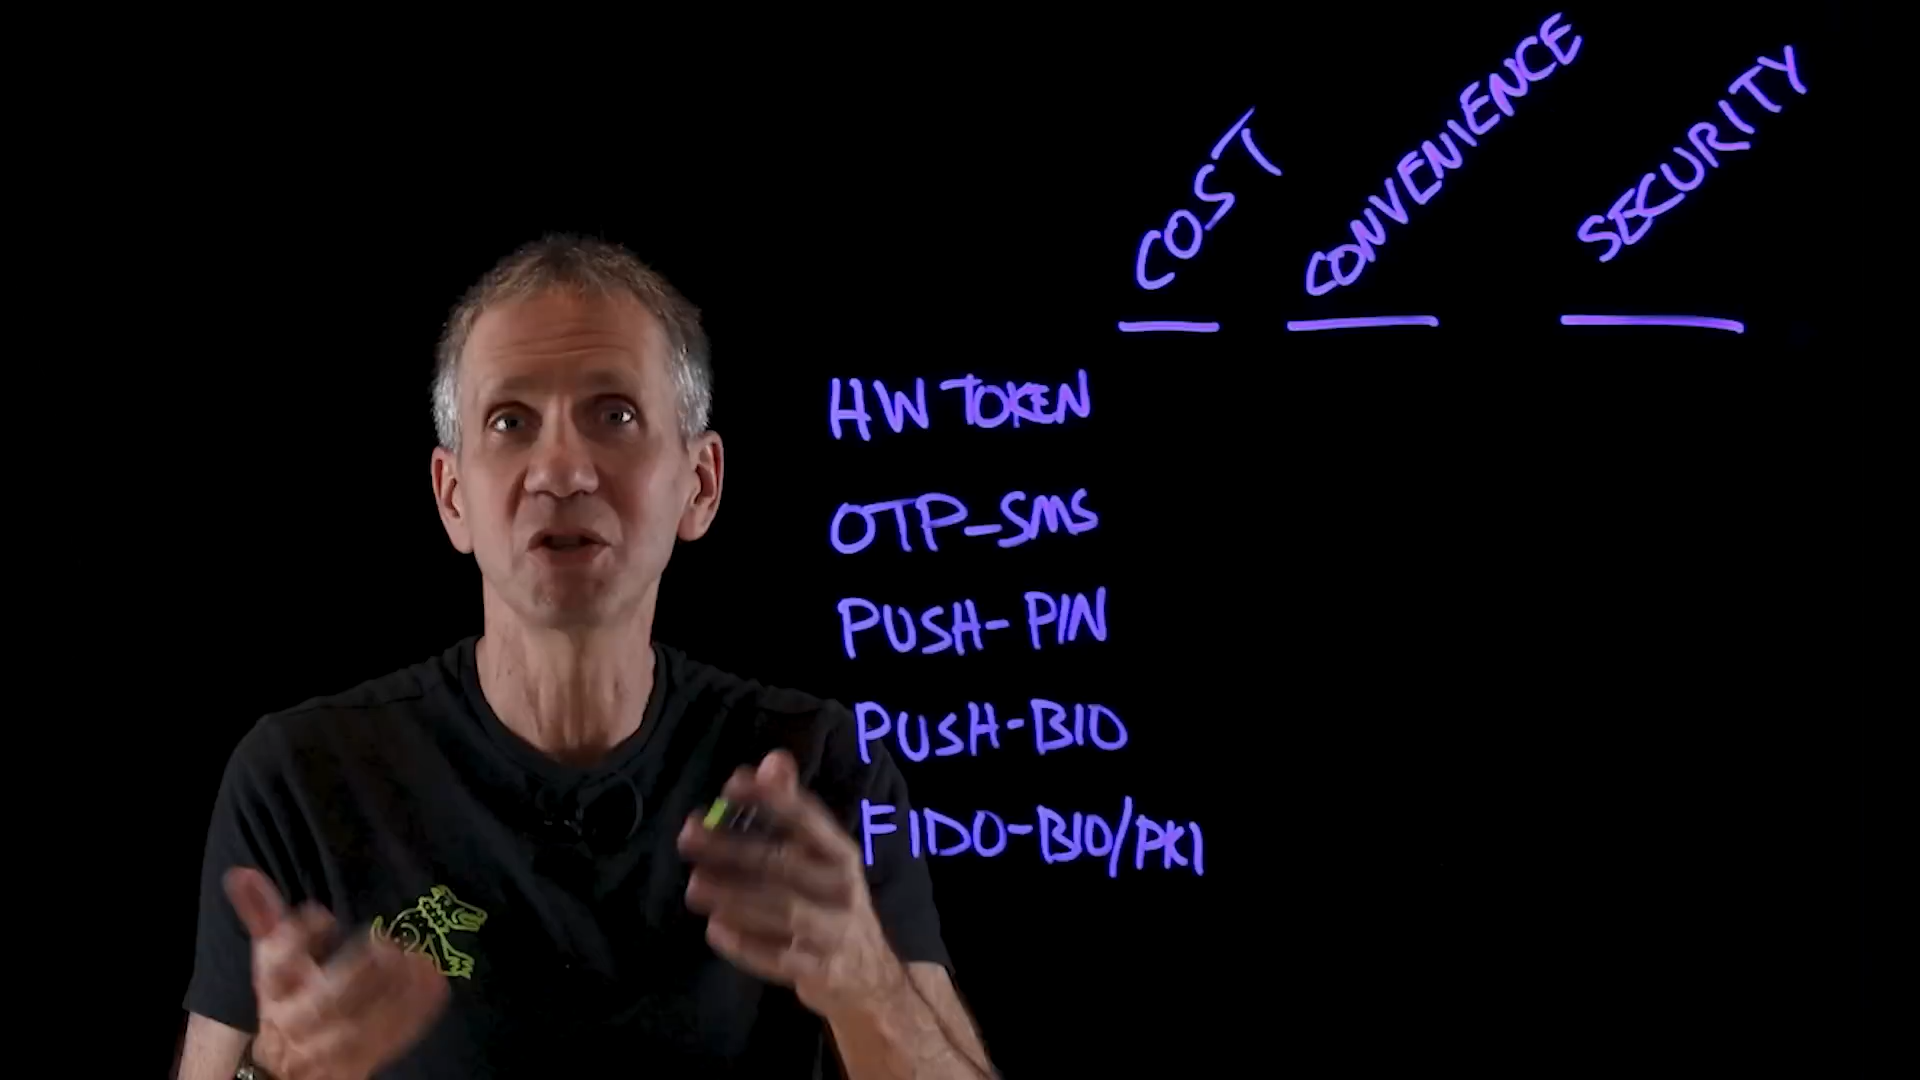 COST
CONVENIENCE
SECURITY
HW TOKEN
OTP-SMS
PUSH-PIN
PUSH-BIO
FIDO-BIO/PKI